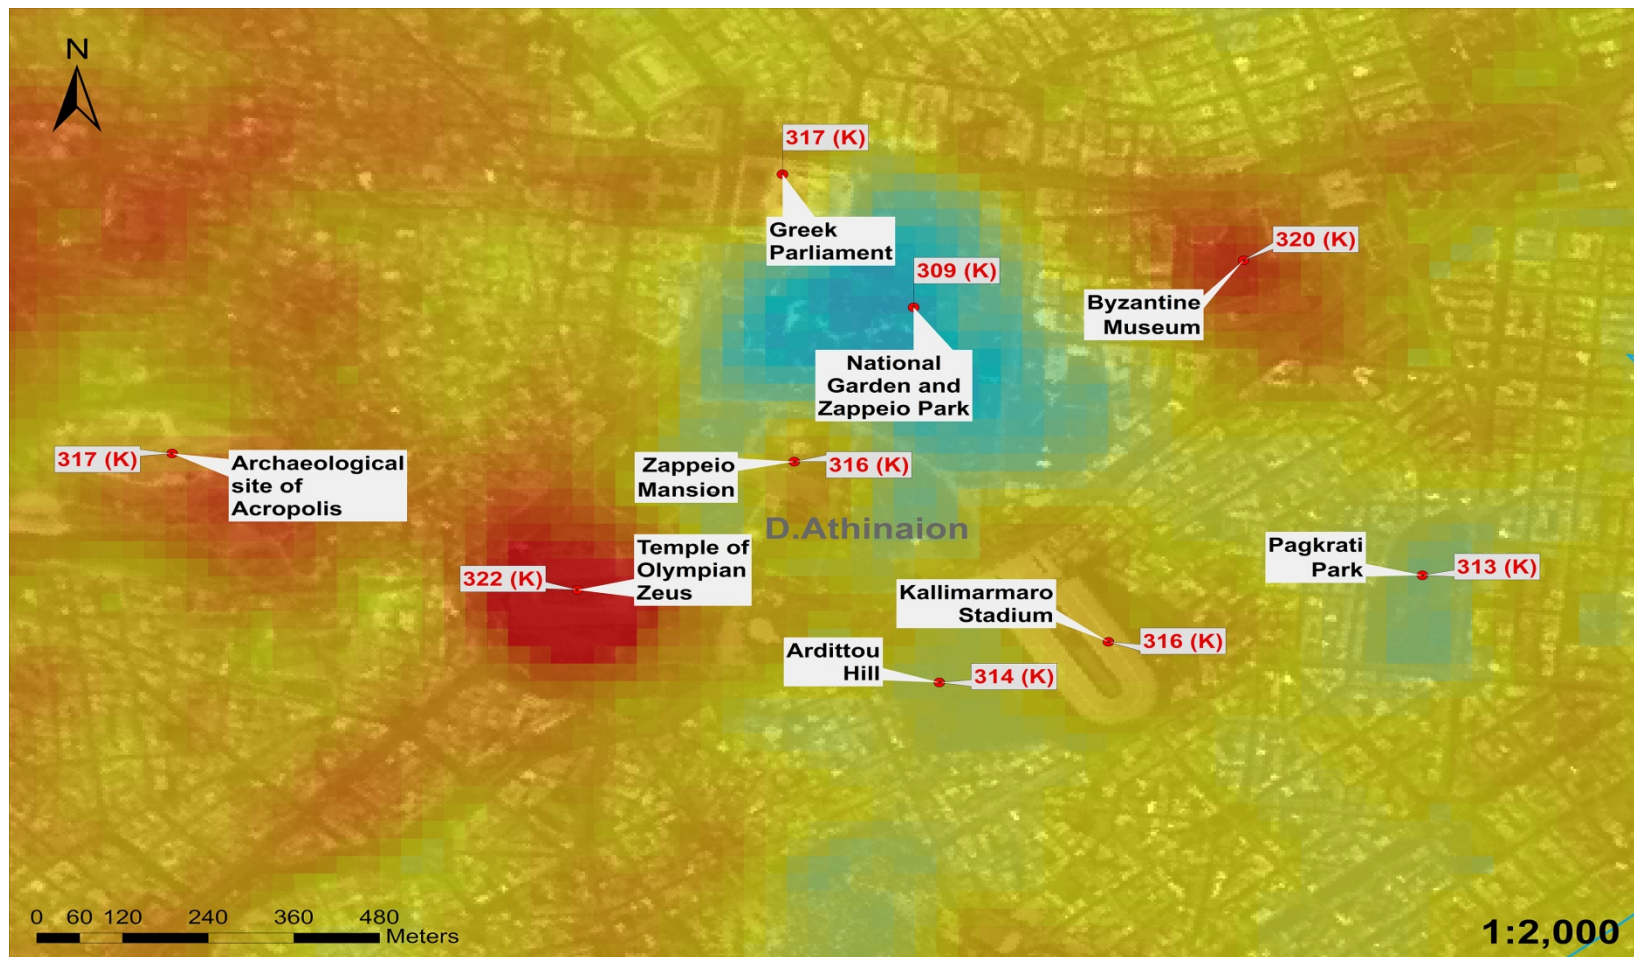 N
317 (K)
Greek
Parliament
320 (K)
309 (K)
Byzantine
Museum
National
Garden and
Zappeio Park
317 (K)
Archaeological
site of
Acropolis
Zappeio
Mansion
316 (K)
D.Athinaion
322 (K)
Temple of
Olympian
Zeus
Pagkrati
Park
313 (K)
Kallimarmaro
Stadium
316 (K)
Ardittou
Hill
314 (K)
0 60 120 240 360 480
Meters
1:2,000